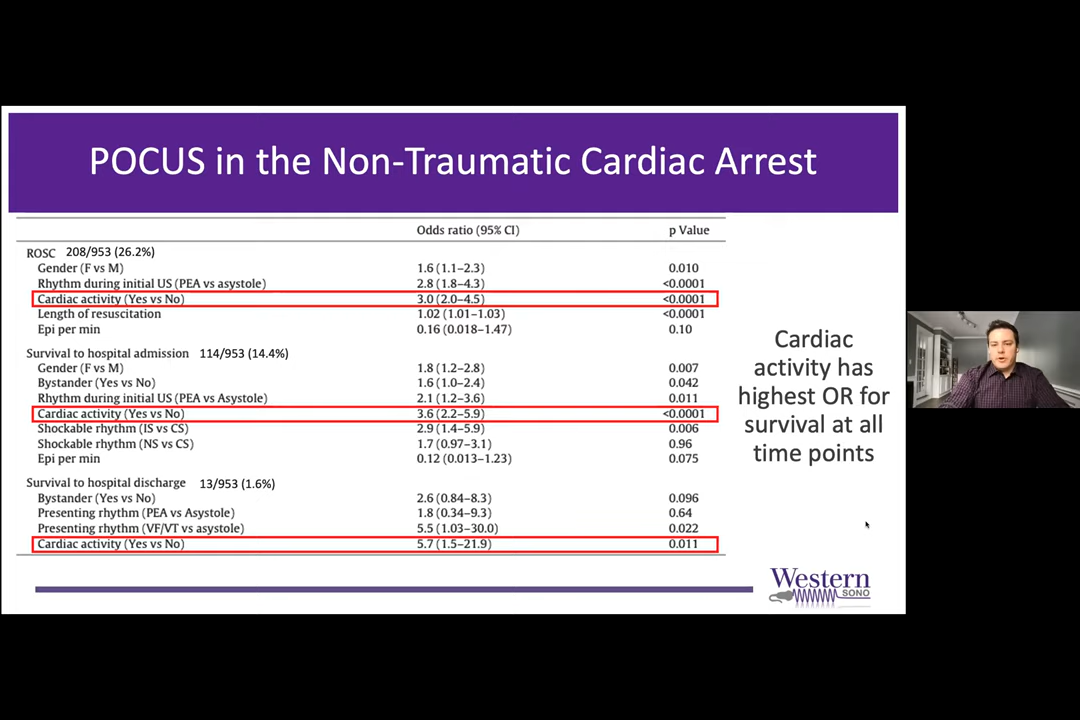 POCUS in the Non-Traumatic Cardiac Arrest
Odds ratio (95% CI) p Value
ROSC 208/953 (26.2%)
Gender (F vs M) 1.6 (1.1–2.3) 0.010
Rhythm during initial US (PEA vs asystole) 2.8 (1.8–4.3) <0.0001
Cardiac activity (Yes vs No) 3.0 (2.0–4.5) <0.0001
Length of resuscitation 1.02 (1.01–1.03) <0.0001
Epi per min 0.16 (0.018–1.47) 0.10
Survival to hospital admission 114/953 (14.4%)
Gender (F vs M) 1.8 (1.2–2.8) 0.007
Bystander (Yes vs No) 1.6 (1.0–2.4) 0.042
Rhythm during initial US (PEA vs Asystole) 2.1 (1.2–3.6) 0.011
Cardiac activity (Yes vs No) 3.6 (2.2–5.9) <0.0001
Shockable rhythm (IS vs CS) 2.9 (1.4–5.9) 0.006
Shockable rhythm (NS vs CS) 1.7 (0.97–3.1) 0.96
Epi per min 0.12 (0.013–1.23) 0.075
Survival to hospital discharge 13/953 (1.6%)
Bystander (Yes vs No) 2.6 (0.84–8.3) 0.096
Presenting rhythm (PEA vs Asystole) 1.8 (0.34–9.3) 0.64
Presenting rhythm (VF/VT vs asystole) 5.5 (1.03–30.0) 0.022
Cardiac activity (Yes vs No) 5.7 (1.5–21.9) 0.011
Cardiac
activity has
highest OR for
survival at all
time points
Western
SONO